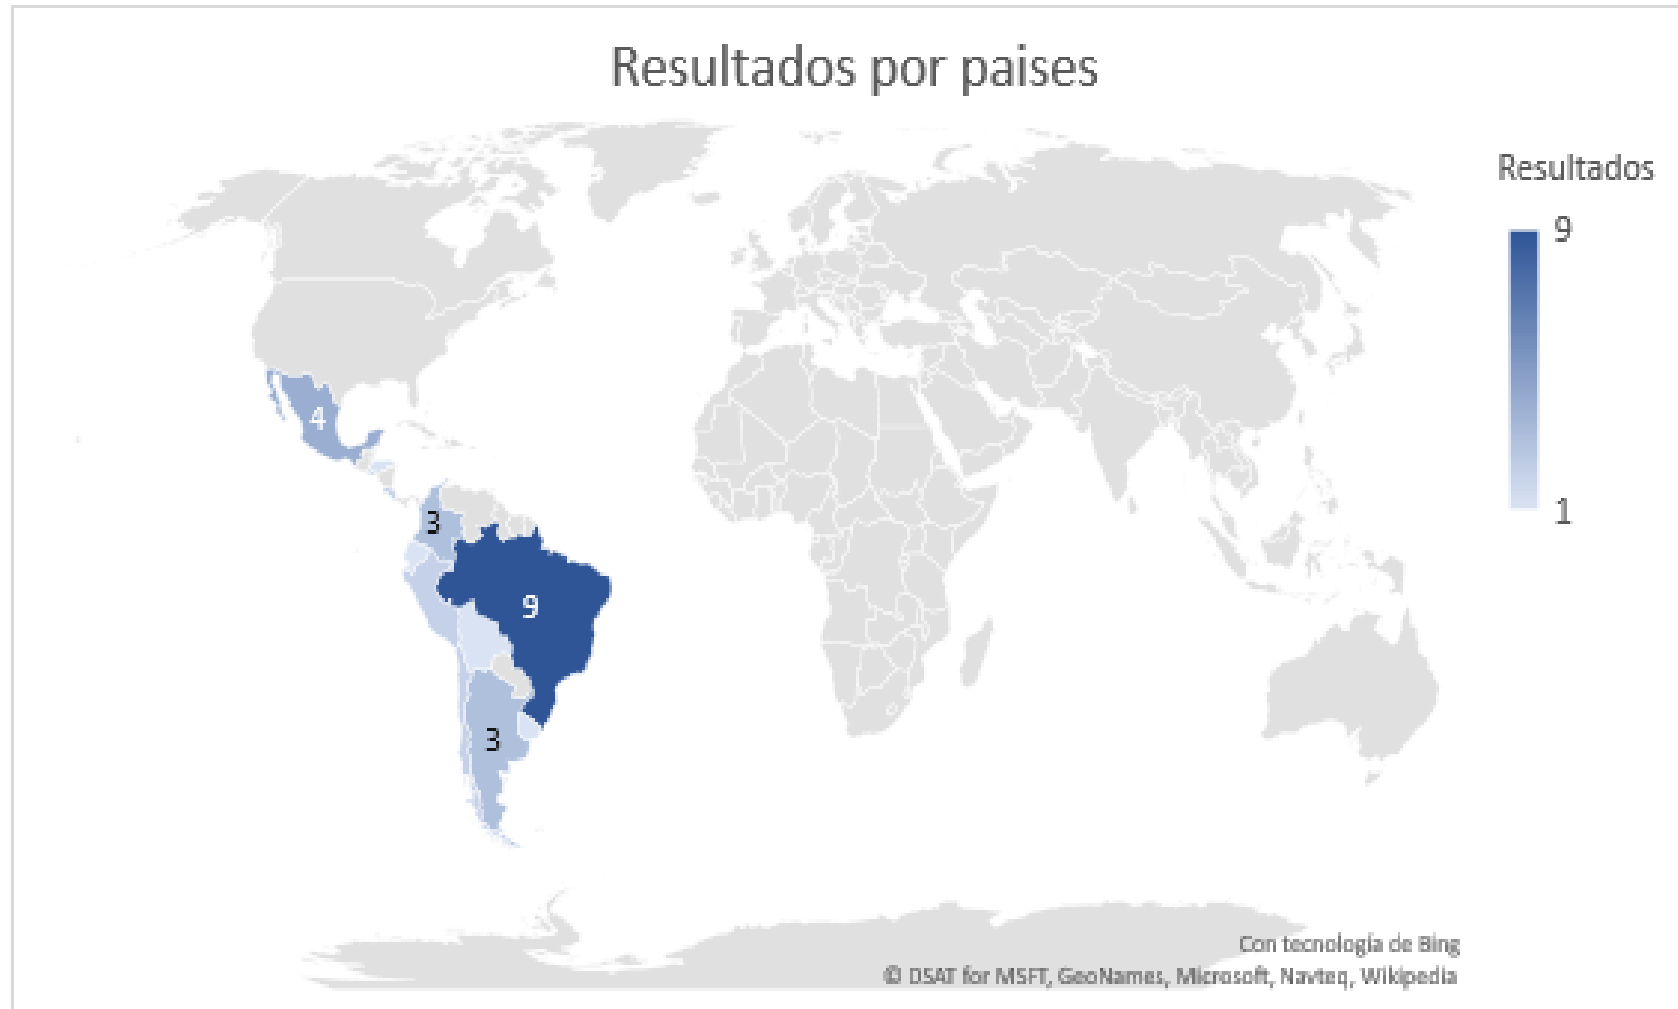 Resultados por paises
Resultados
9
1
4
3
9
3
Con tecnología de Bing
© DSAT for MSFT, GeoNames, Microsoft, Navteq, Wikipedia